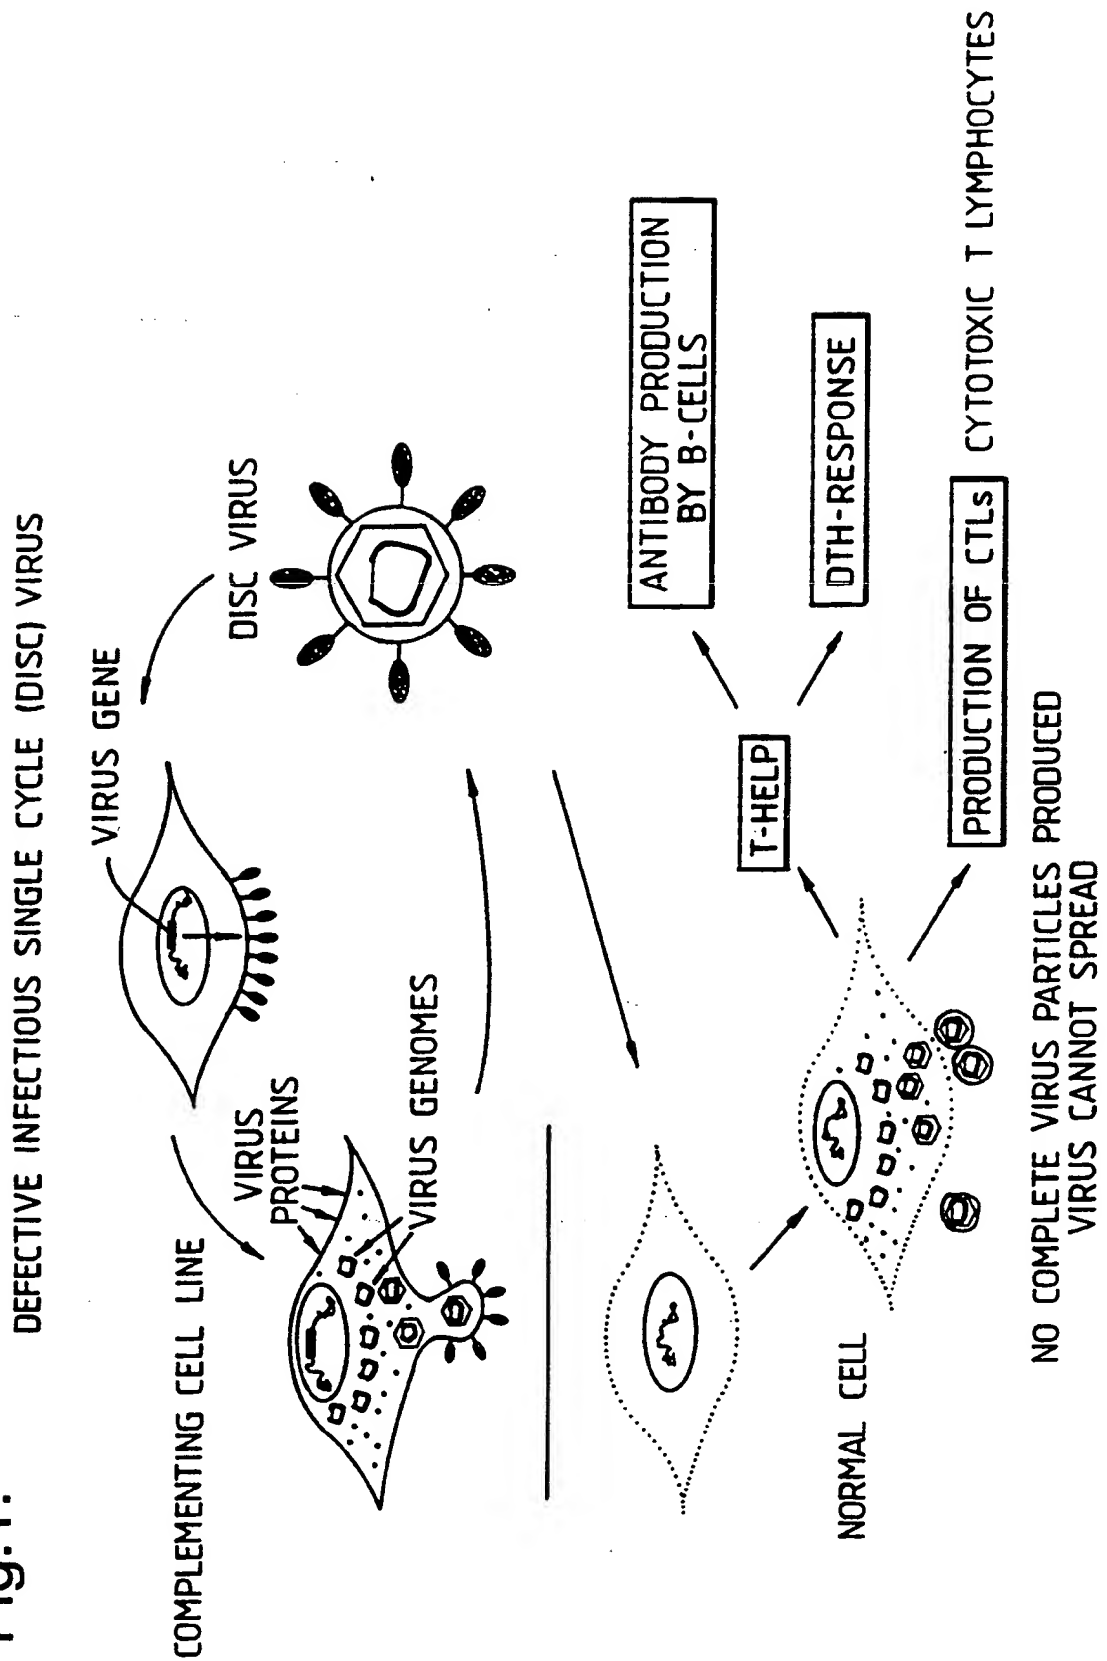 Fig.1.
DEFECTIVE INFECTIOUS SINGLE CYCLE (DISC) VIRUS
COMPLEMENTING CELL LINE
VIRUS GENE
VIRUS
PROTEINS
DISC VIRUS
VIRUS GENOMES
NORMAL CELL
T-HELP
ANTIBODY PRODUCTION
BY B-CELLS
DTH-RESPONSE
PRODUCTION OF CTLs CYTOTOXIC T LYMPHOCYTES
NO COMPLETE VIRUS PARTICLES PRODUCED
VIRUS CANNOT SPREAD